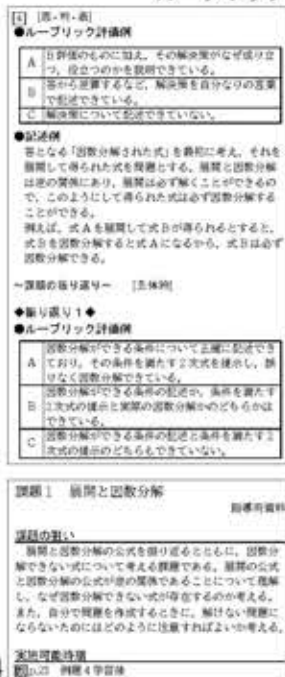 4 [思・判・表]
●ルーブリック評価例
A B評価のものに加え、その解決策がなぜ成り立
つ、役立つのかを説明できている。
B 答から逆算するなど、解決策を自分なりの言葉
で記述できている。
C 解決策について記述できていない。
●記述例
答となる「因数分解された式」を最初に考え、それを
展開して得られた式を問題とする。展開と因数分解
は逆の関係にあり、展開は必ず解くことができるの
で、このようにして得られた式は必ず因数分解する
ことができる。
例えば、式Aを展開して式Bが得られるとすると、
式Bを因数分解すると式Aになるから、式Bは必ず
因数分解できる。
～課題の振り返り～ [主体的]
◆振り返り1◆
●ルーブリック評価例
A 因数分解ができる条件について正確に記述でき
ており、その条件を満たす2次式を提示し、誤
りなく因数分解できている。
B 因数分解ができる条件の記述か、条件を満たす
2次式の提示と実際の因数分解かのどちらかは
できている。
C 因数分解ができる条件の記述と条件を満たす2
次式の提示のどちらもできていない。
課題1 展開と因数分解
指導用資料
課題の狙い
展開と因数分解の公式を振り返るとともに、因数分
解できない式について考える課題である。展開の公式
と因数分解の公式が逆の関係であることについて理解
し、なぜ因数分解できない式が存在するのか考える。
また、自分で問題を作成するときに、解けない問題に
ならないためにはどのように注意すればよいか考える。
実施可能時期
p.23 例題4学習後